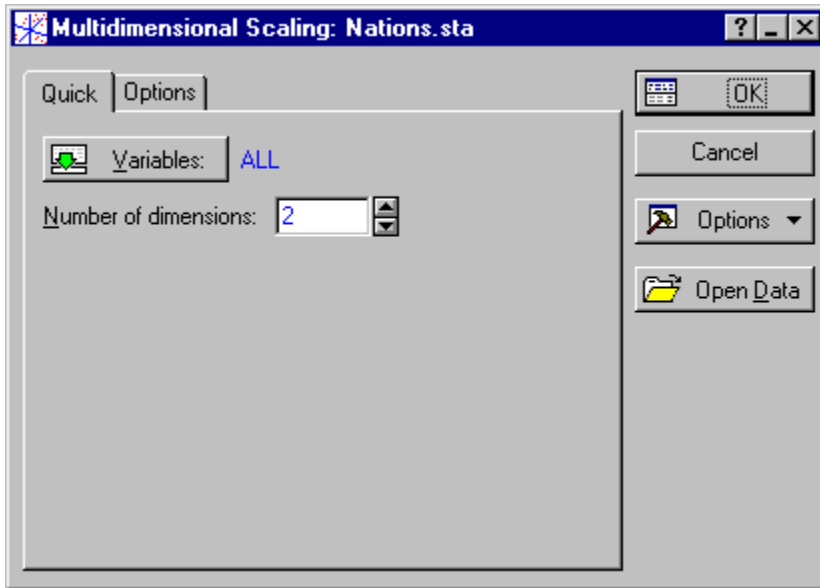 Multidimensional Scaling: Nations.sta
Quick
Options
Variables: ALL
Number of dimensions: 2
OK
Cancel
Options
Open Data